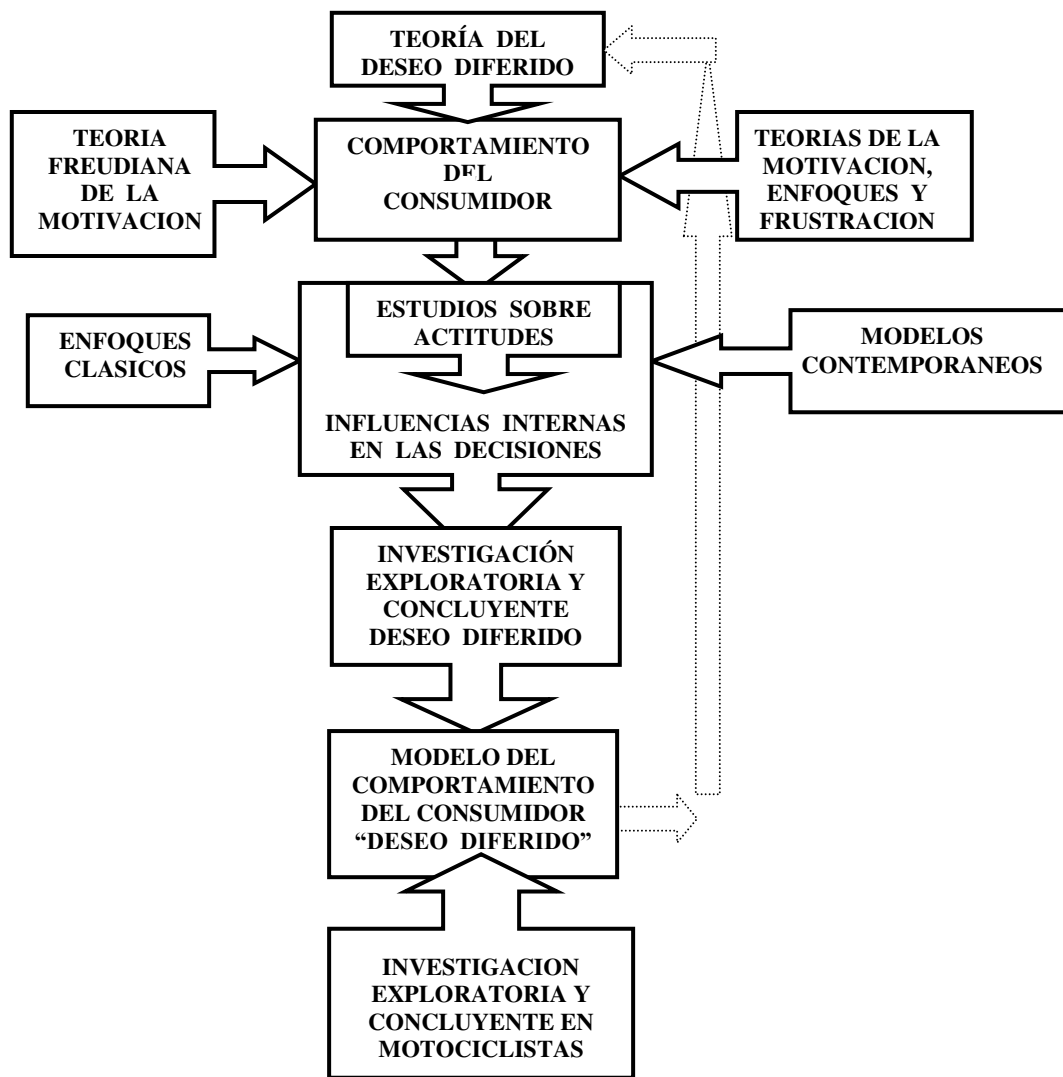 TEORÍA DEL
DESEO DIFERIDO
TEORIA
FREUDIANA
DE LA
MOTIVACION
COMPORTAMIENTO
DEL
CONSUMIDOR
TEORIAS DE LA
MOTIVACION,
ENFOQUES Y
FRUSTRACION
ESTUDIOS SOBRE
ACTITUDES
ENFOQUES
CLASICOS
MODELOS
CONTEMPORANEOS
INFLUENCIAS INTERNAS
EN LAS DECISIONES
INVESTIGACIÓN
EXPLORATORIA Y
CONCLUYENTE
DESEO DIFERIDO
MODELO DEL
COMPORTAMIENTO
DEL CONSUMIDOR
“DESEO DIFERIDO”
INVESTIGACION
EXPLORATORIA Y
CONCLUYENTE EN
MOTOCICLISTAS